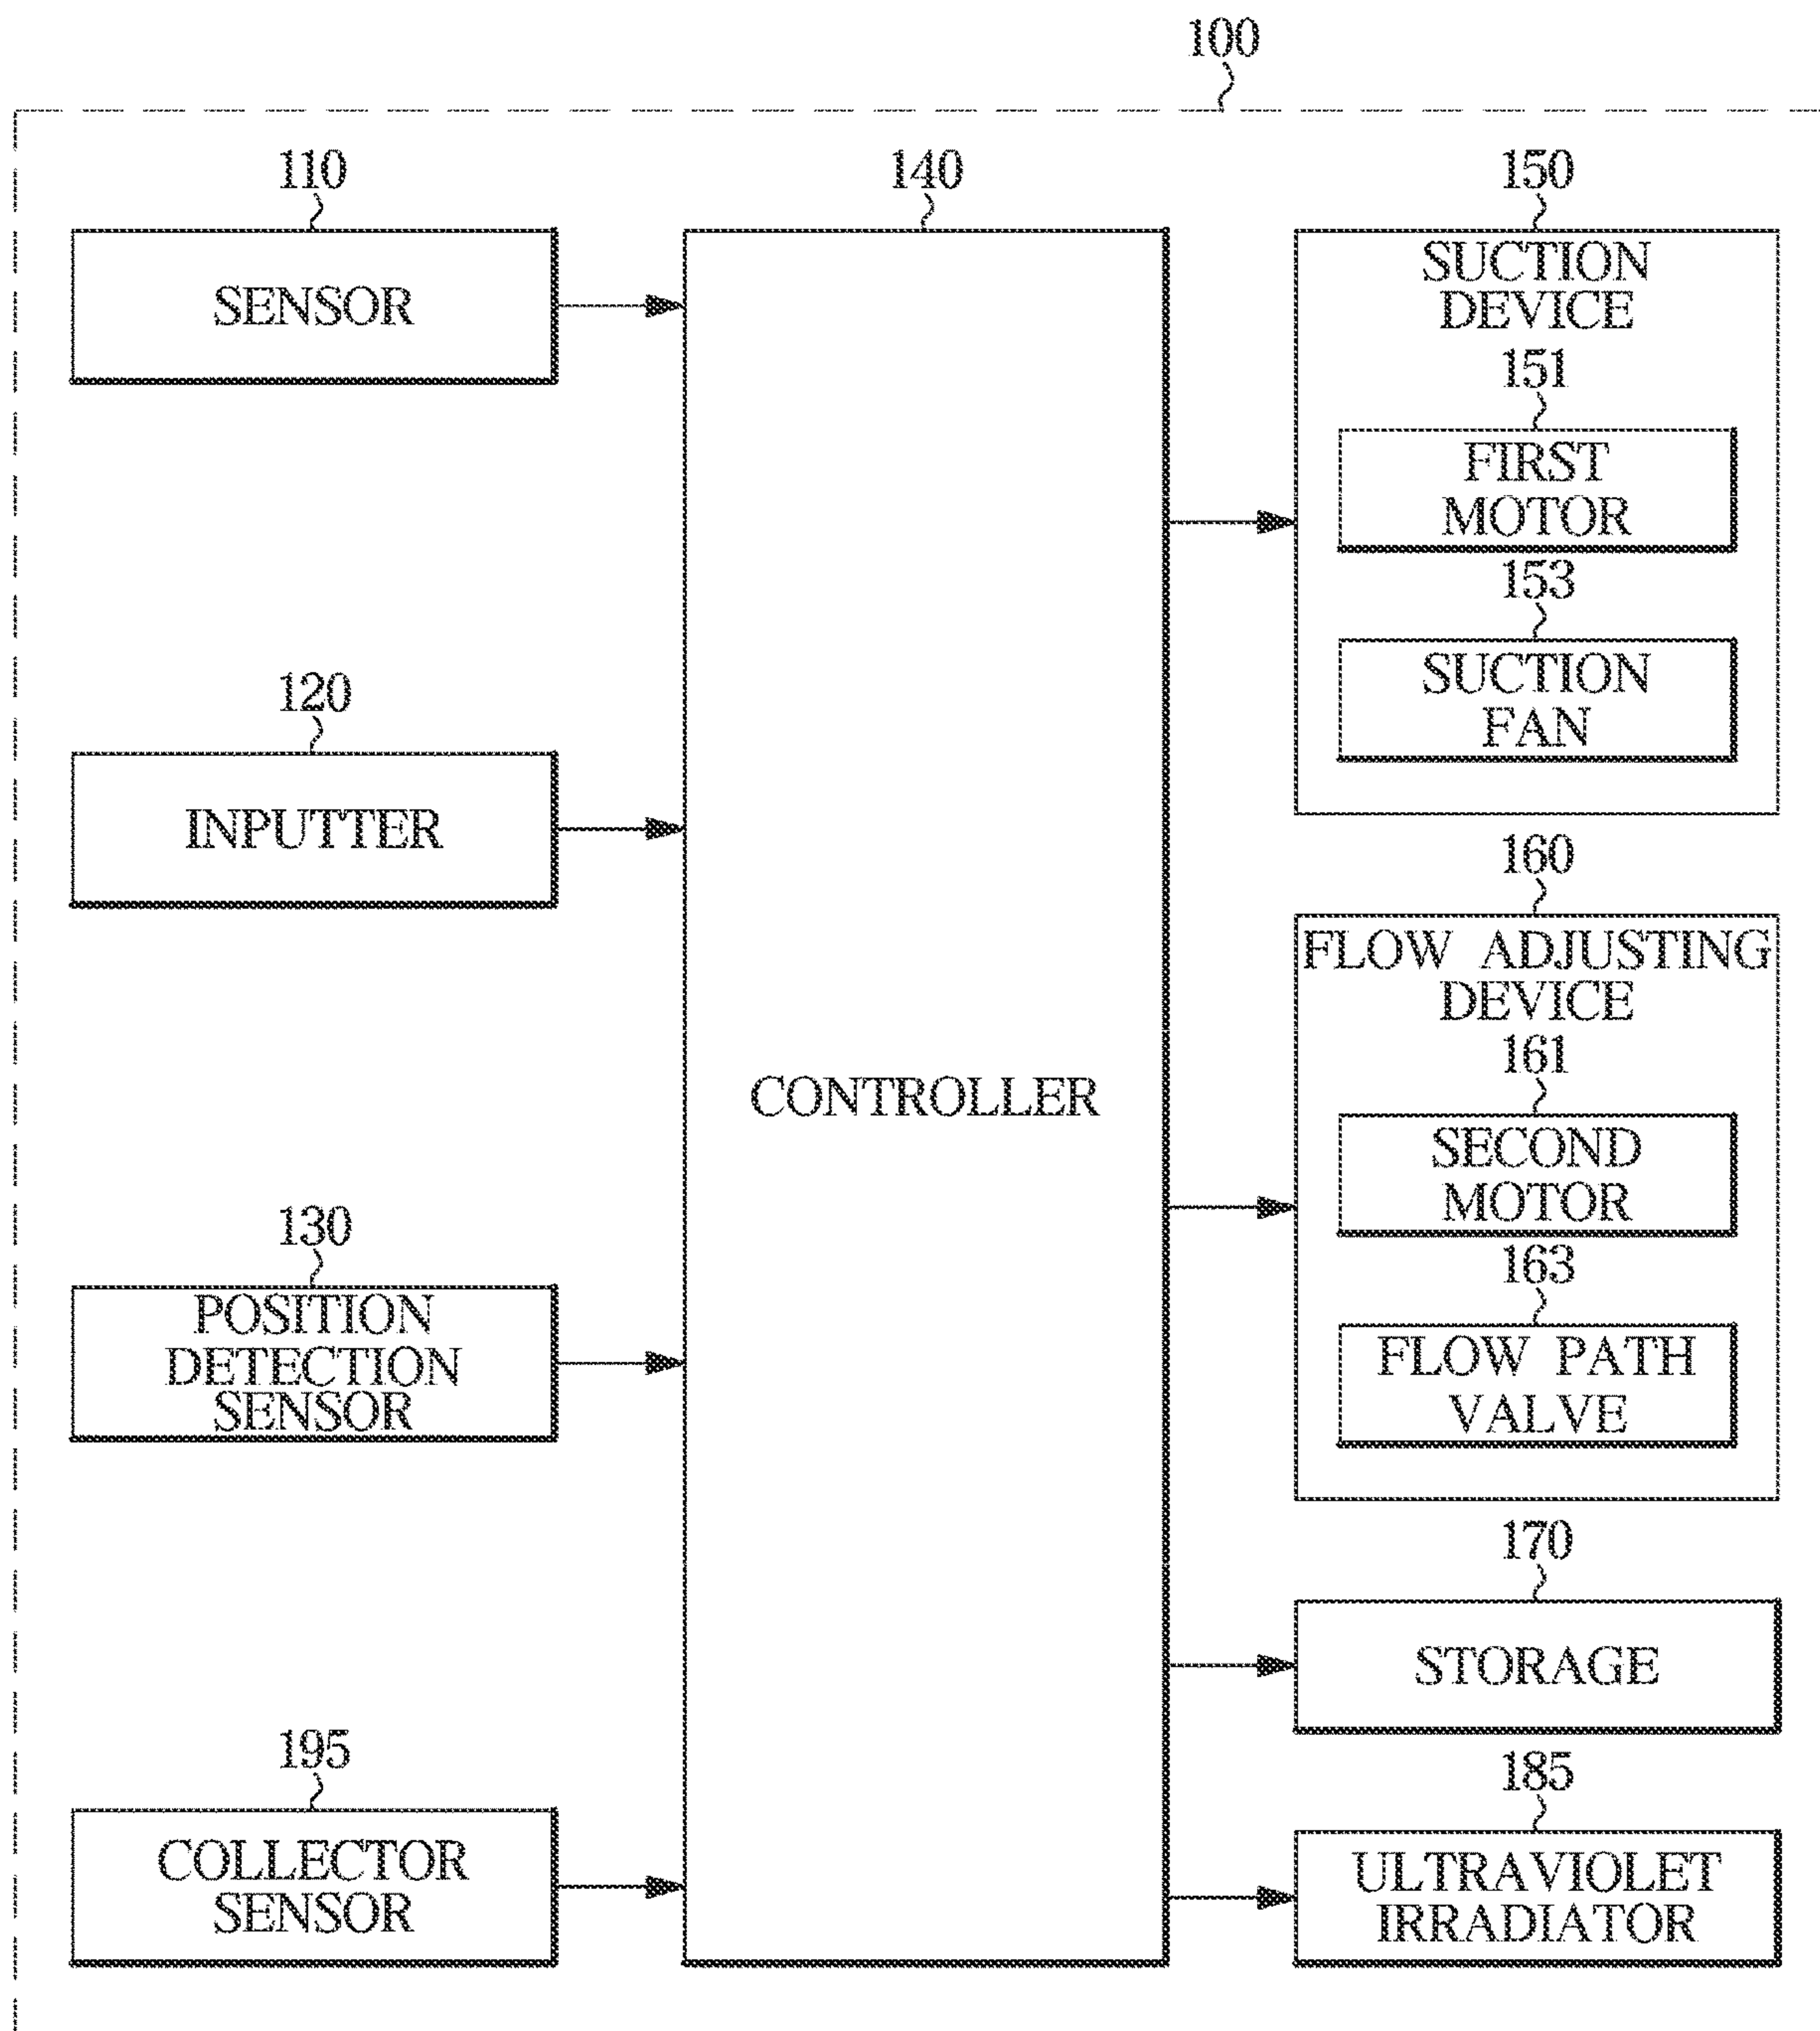 100
110
SENSOR
120
INPUTTER
130
POSITION
DETECTION
SENSOR
195
COLLECTOR
SENSOR
140
CONTROLLER
150
SUCTION
DEVICE
151
FIRST
MOTOR
153
SUCTION
FAN
160
FLOW ADJUSTING
DEVICE
161
SECOND
MOTOR
163
FLOW PATH
VALVE
170
STORAGE
185
ULTRAVIOLET
IRRADIATOR